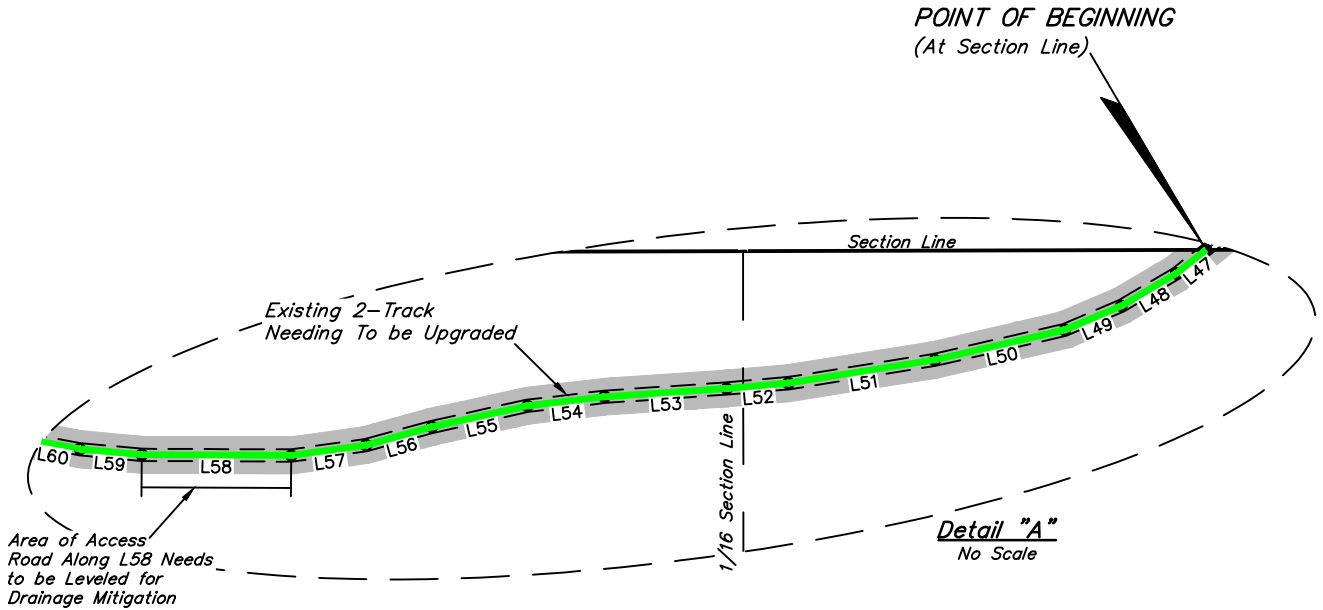 POINT OF BEGINNING
(At Section Line)
Section Line
Existing 2-Track
Needing To be Upgraded
L47
L48
L49
L50
L51
L52
L53
L54
L55
L56
L57
L58
L59
L60
1/16 Section Line
Area of Access
Road Along L58 Needs
to be Leveled for
Drainage Mitigation
Detail "A"
No Scale